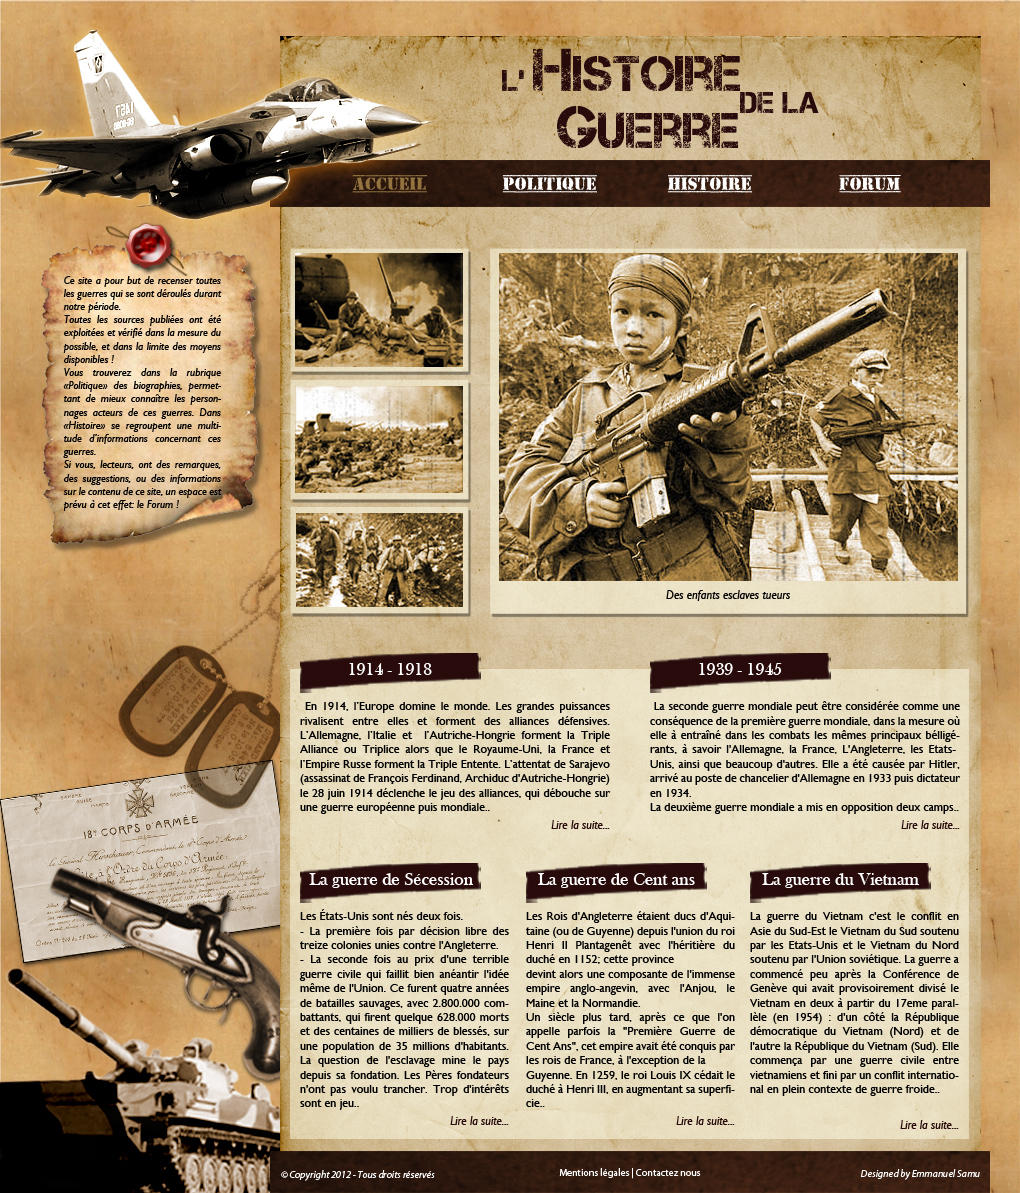 L' HISTOIRE
DE LA
GUERRE
ACCUEIL POLITIQUE HISTOIRE FORUM
Ce site a pour but de recenser toutes
les guerres qui se sont déroulés durant
notre période.
Toutes les sources publiées ont été
exploitées et vérifié dans la mesure du
possible, et dans la limite des moyens
disponibles !
Vous trouverez dans la rubrique
«Politique» des biographies, permet-
tant de mieux connaître les person-
nages acteurs de ces guerres. Dans
«Histoire» se regroupent une multi-
tude d'informations concernant ces
guerres.
Si vous, lecteurs, ont des remarques,
des suggestions, ou des informations
sur le contenu de ce site, un espace est
prévu à cet effet: le Forum !
Des enfants esclaves tueurs
1914 - 1918
En 1914, l'Europe domine le monde. Les grandes puissances
rivalisent entre elles et forment des alliances défensives.
L'Allemagne, l'Italie et l'Autriche-Hongrie forment la Triple
Alliance ou Triplice alors que le Royaume-Uni, la France et
l'Empire Russe forment la Triple Entente. L'attentat de Sarajevo
(assassinat de François Ferdinand, Archiduc d'Autriche-Hongrie)
le 28 juin 1914 déclenche le jeu des alliances, qui débouche sur
une guerre européenne puis mondiale..
Lire la suite...
1939 - 1945
La seconde guerre mondiale peut être considérée comme une
conséquence de la première guerre mondiale, dans la mesure où
elle à entraîné dans les combats les mêmes principaux béllligé-
rants, à savoir l'Allemagne, la France, L'Angleterre, les Etats-
Unis, ainsi que beaucoup d'autres. Elle a été causée par Hitler,
arrivé au poste de chancelier d'Allemagne en 1933 puis dictateur
en 1934.
La deuxième guerre mondiale a mis en opposition deux camps..
Lire la suite...
18e CORPS D'ARMÉE
La guerre de Sécession
Les États-Unis sont nés deux fois.
- La première fois par décision libre des
treize colonies unies contre l'Angleterre.
- La seconde fois au prix d'une terrible
guerre civile qui faillit bien anéantir l'idée
même de l'Union. Ce furent quatre années
de batailles sauvages, avec 2.800.000 com-
battants, qui firent quelque 628.000 morts
et des centaines de milliers de blessés, sur
une population de 35 millions d'habitants.
La question de l'esclavage mine le pays
depuis sa fondation. Les Pères fondateurs
n'ont pas voulu trancher. Trop d'intérêts
sont en jeu..
Lire la suite...
La guerre de Cent ans
Les Rois d'Angleterre étaient ducs d'Aqui-
taine (ou de Guyenne) depuis l'union du roi
Henri II Plantagenêt avec l'héritière du
duché en 1152; cette province
devint alors une composante de l'immense
empire anglo-angevin, avec l'Anjou, le
Maine et la Normandie.
Un siècle plus tard, après ce que l'on
appelle parfois la "Première Guerre de
Cent Ans", cet empire avait été conquis par
les rois de France, à l'exception de la
Guyenne. En 1259, le roi Louis IX cédait le
duché à Henri III, en augmentant sa superfi-
cie..
Lire la suite...
La guerre du Vietnam
La guerre du Vietnam c'est le conflit en
Asie du Sud-Est le Vietnam du Sud soutenu
par les Etats-Unis et le Vietnam du Nord
soutenu par l'Union soviétique. La guerre a
commencé peu après la Conférence de
Genève qui avait provisoirement divisé le
Vietnam en deux à partir du 17eme paral-
lèle (en 1954) : d'un côté la République
démocratique du Vietnam (Nord) et de
l'autre la République du Vietnam (Sud). Elle
commença par une guerre civile entre
vietnamiens et fini par un conflit internatio-
nal en plein contexte de guerre froide..
Lire la suite...
© Copyright 2012 - Tous droits réservés
Mentions légales | Contactez nous
Designed by Emmanuel Samu